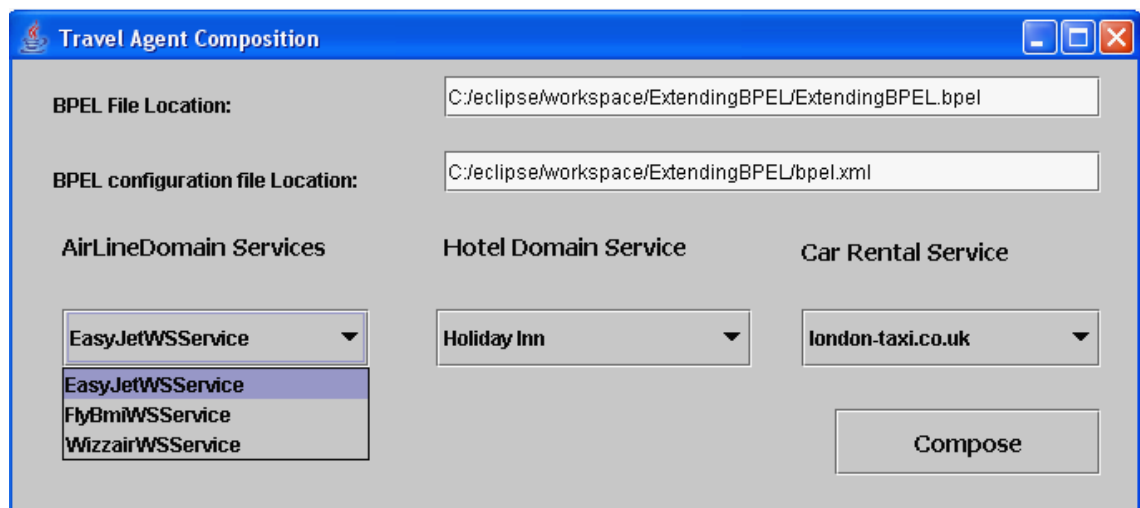 Travel Agent Composition
BPEL File Location:
C:/eclipse/workspace/ExtendingBPEL/ExtendingBPEL.bpel
BPEL configuration file Location:
C:/eclipse/workspace/ExtendingBPEL/bpel.xml
AirLineDomain Services
Hotel Domain Service
Car Rental Service
EasyJetWSService
Holiday Inn
london-taxi.co.uk
EasyJetWSService
FlyBmiWSService
WizzairWSService
Compose